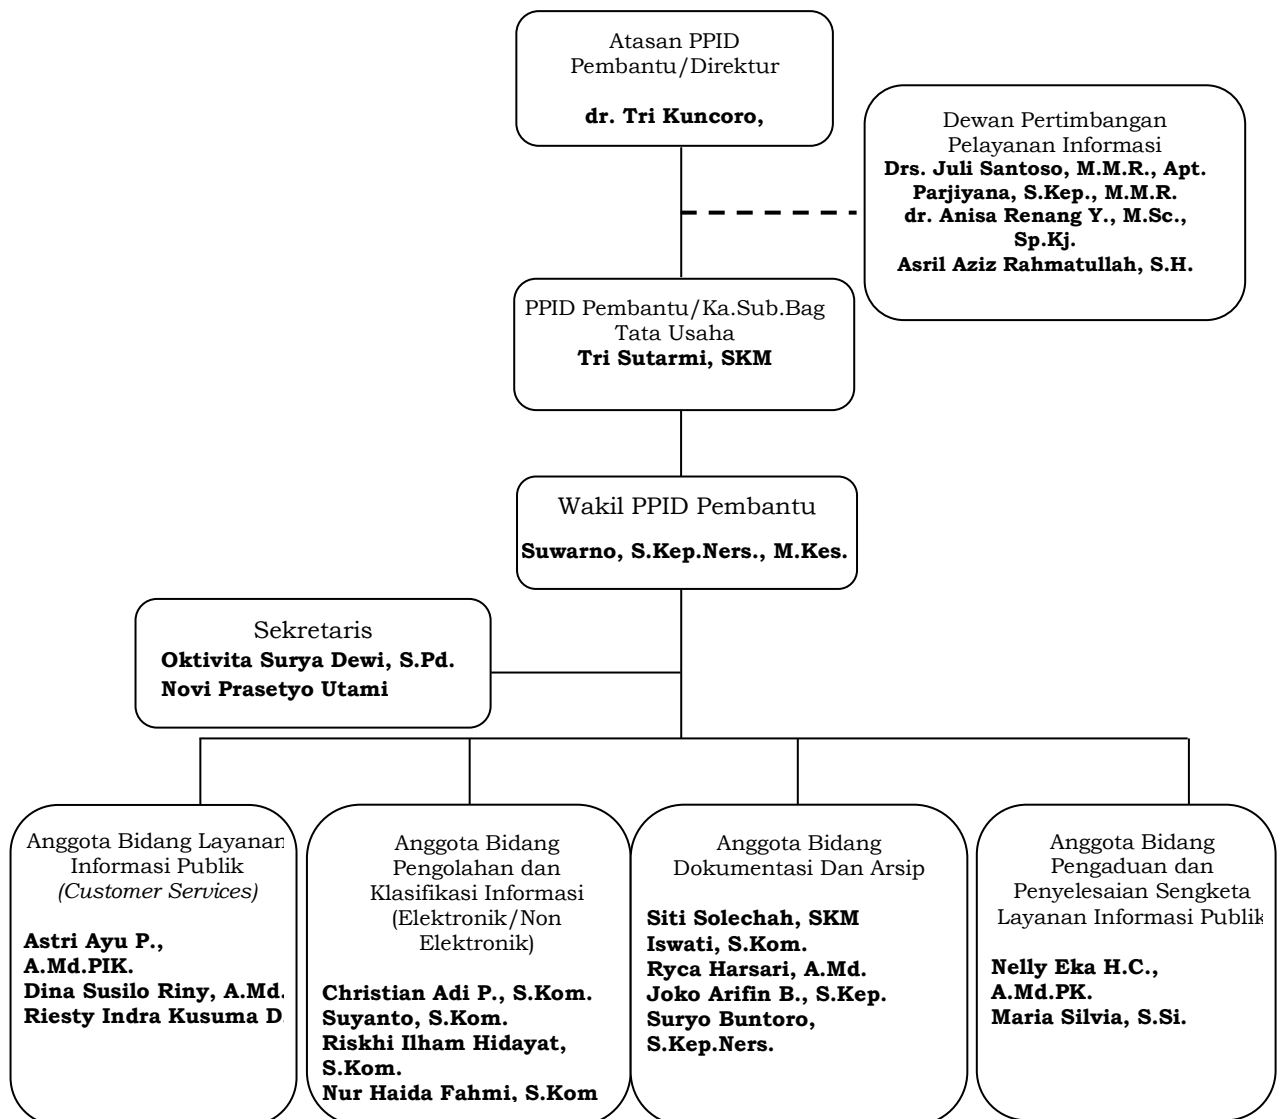 Atasan PPID
Pembantu/Direktur
dr. Tri Kuncoro,
Dewan Pertimbangan
Pelayanan Informasi
Drs. Juli Santoso, M.M.R., Apt.
Parjiyana, S.Kep., M.M.R.
dr. Anisa Renang Y., M.Sc.,
Sp.Kj.
Asril Aziz Rahmatullah, S.H.
PPID Pembantu/Ka.Sub.Bag
Tata Usaha
Tri Sutarmi, SKM
Wakil PPID Pembantu
Suwarno, S.Kep.Ners., M.Kes.
Sekretaris
Oktivita Surya Dewi, S.Pd.
Novi Prasetyo Utami
Anggota Bidang Layanan
Informasi Publik
(Customer Services)
Astri Ayu P.,
A.Md.PIK.
Dina Susilo Riny, A.Md.
Riesty Indra Kusuma D.
Anggota Bidang
Pengolahan dan
Klasifikasi Informasi
(Elektronik/Non
Elektronik)
Christian Adi P., S.Kom.
Suyanto, S.Kom.
Riskhi Ilham Hidayat,
S.Kom.
Nur Haida Fahmi, S.Kom
Anggota Bidang
Dokumentasi Dan Arsip
Siti Solechah, SKM
Iswati, S.Kom.
Ryca Harsari, A.Md.
Joko Arifin B., S.Kep.
Suryo Buntoro,
S.Kep.Ners.
Anggota Bidang
Pengaduan dan
Penyelesaian Sengketa
Layanan Informasi Publik
Nelly Eka H.C.,
A.Md.PK.
Maria Silvia, S.Si.